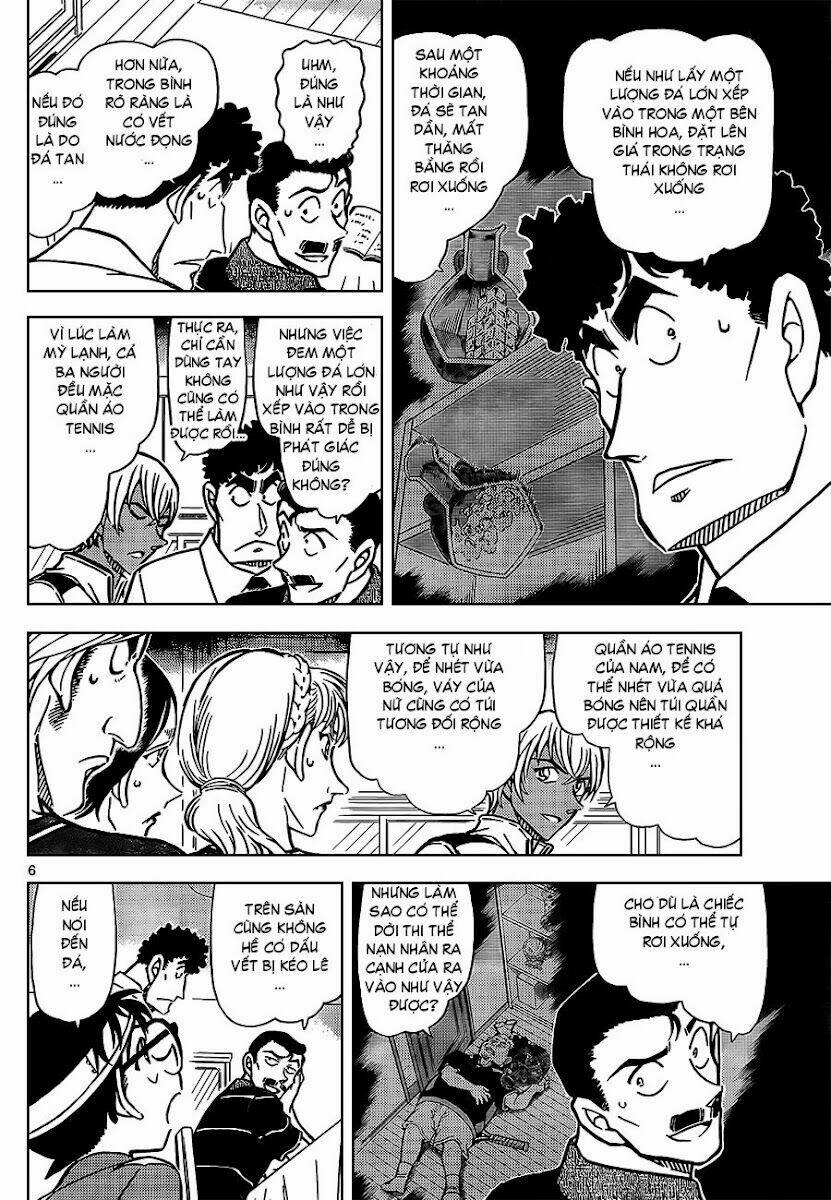 NẾU NHƯ LẤY MỘT
LƯỢNG ĐÁ LỚN XẾP
VÀO TRONG MỘT BÊN
BÌNH HOA, ĐẶT LÊN
GIÁ TRONG TRẠNG
THÁI KHÔNG RƠI
XUỐNG
...
SAU MỘT
KHOẢNG
THỜI GIAN,
ĐÁ SẼ TAN
DẦN, MẤT
THĂNG
BẰNG RỒI
RƠI XUỐNG
...
UHM,
ĐÚNG
LÀ NHƯ
VẬY
...
HƠN NỮA,
TRONG BÌNH
RÕ RÀNG LÀ
CÓ VẾT
NƯỚC ĐỌNG
...
NẾU ĐÓ
ĐÚNG
LÀ DO
ĐÁ TAN
...
NHƯNG VIỆC
ĐEM MỘT
LƯỢNG ĐÁ LỚN
NHƯ VẬY RỒI
XẾP VÀO TRONG
BÌNH RẤT DỄ BỊ
PHÁT GIÁC
ĐÚNG
KHÔNG?
THỰC RA,
CHỈ CẦN
DÙNG TAY
KHÔNG
CŨNG CÓ
THỂ LÀM
ĐƯỢC RỒI...
VÌ LÚC LÀM
MỲ LẠNH, CẢ
BA NGƯỜI
ĐỀU MẶC
QUẦN ÁO
TENNIS
...
QUẦN ÁO TENNIS
CỦA NAM, ĐỂ CÓ
THỂ NHÉT VỪA QUẢ
BÓNG NÊN TÚI QUẦN
ĐƯỢC THIẾT KẾ KHÁ
RỘNG
...
TƯƠNG TỰ NHƯ
VẬY, ĐỂ NHÉT VỪA
BÓNG, VÁY CỦA
NỮ CŨNG CÓ TÚI
TƯƠNG ĐỐI RỘNG
...
6
CHO DÙ LÀ CHIẾC
BÌNH CÓ THỂ TỰ
RƠI XUỐNG,
...
NHƯNG LÀM
SAO CÓ THỂ
DỜI THI THỂ
NẠN NHÂN RA
CẠNH CỬA RA
VÀO NHƯ VẬY
ĐƯỢC?
TRÊN SÀN
CŨNG KHÔNG
HỀ CÓ DẤU
VẾT BỊ KÉO LÊ
...
NẾU
NÓI
ĐẾN
ĐÁ,
...